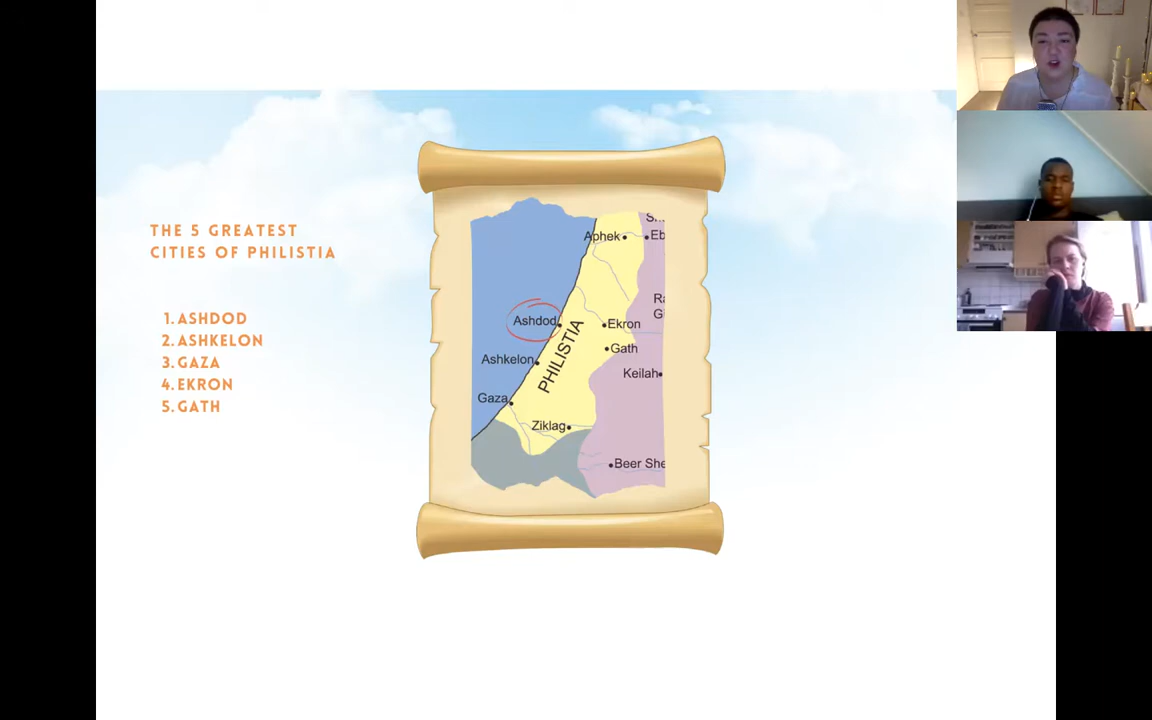 THE 5 GREATEST
CITIES OF PHILISTIA
1. ASHDOD
2. ASHKELON
3. GAZA
4. EKRON
5. GATH
Aphek
Ashdod
Ekron
PHILISTIA
Gath
Ashkelon
Keilah
Gaza
Ziklag
Beer She